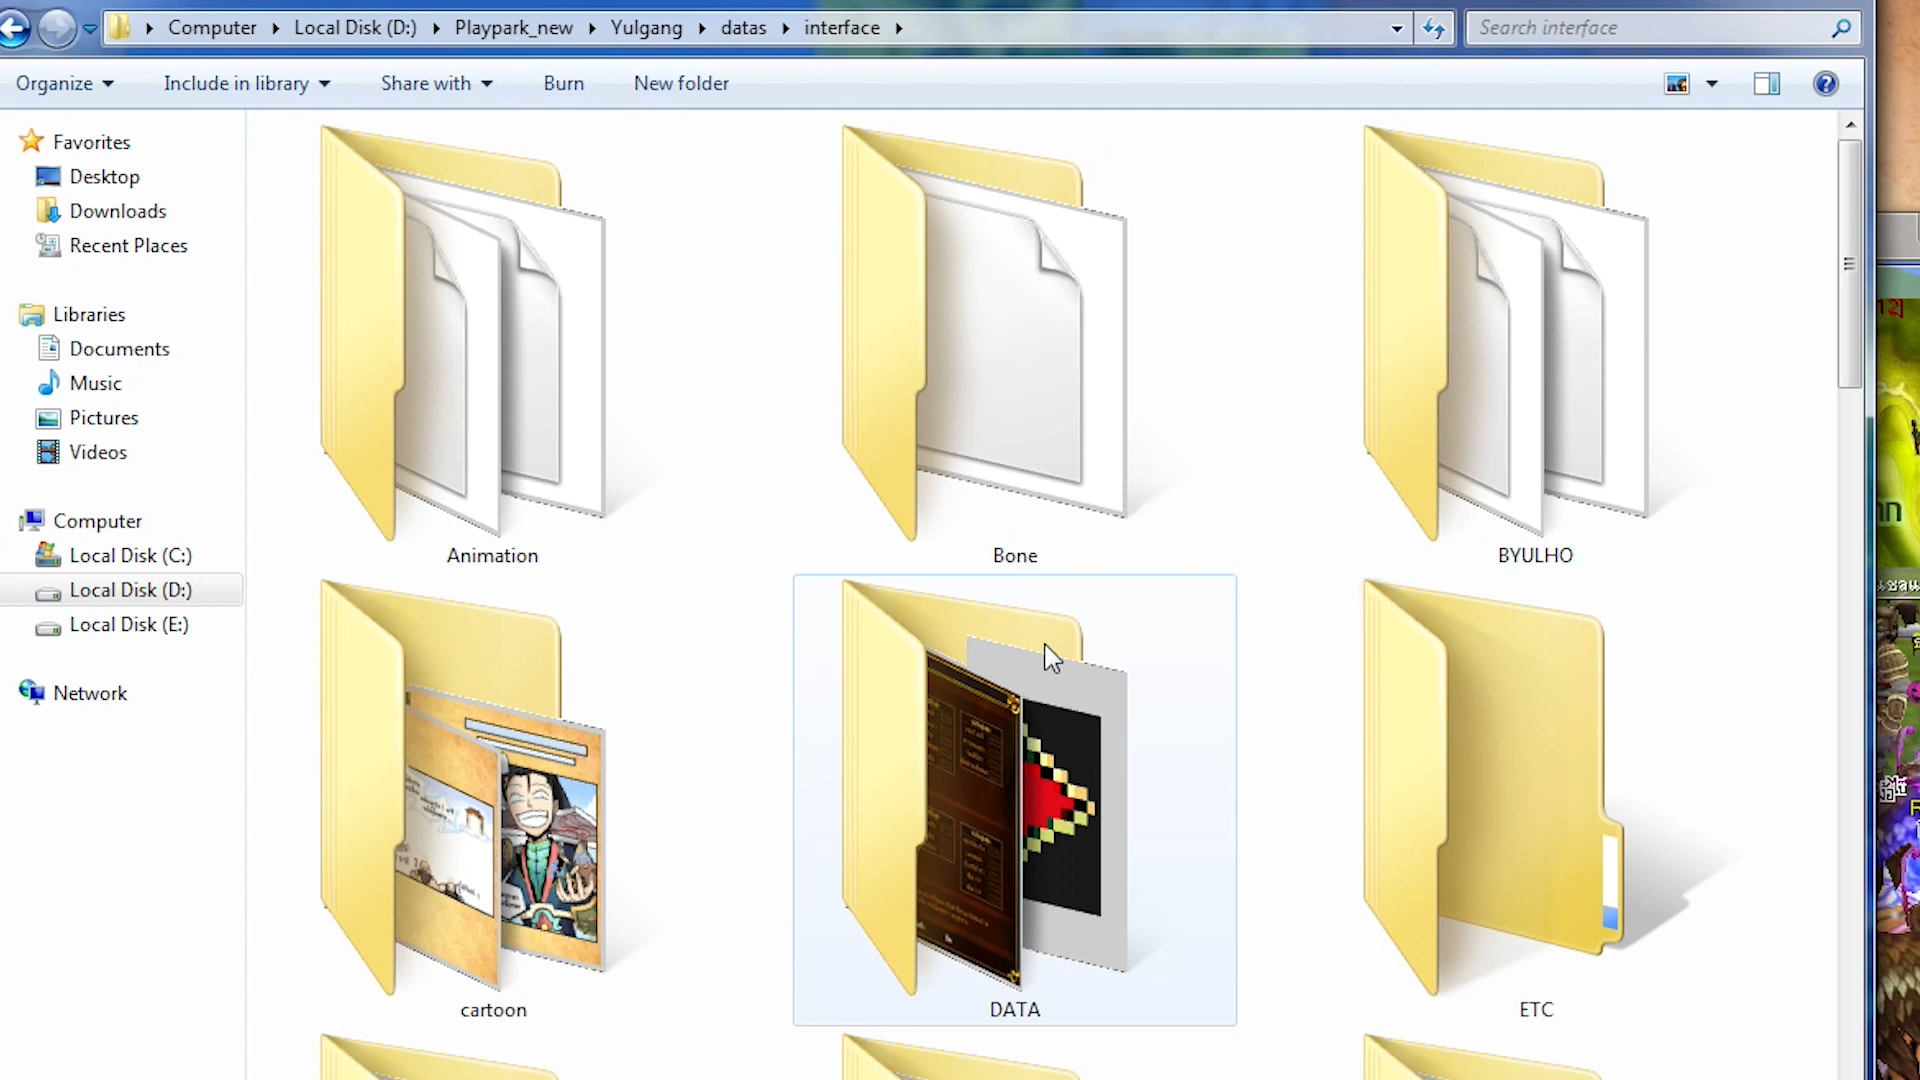 Computer Local Disk (D:) Playpark_new Yulgang datas interface
Search interface
Organize Include in library Share with Burn New folder
Favorites
Desktop
Downloads
Recent Places
Libraries
Documents
Music
Pictures
Videos
Computer
Local Disk (C:)
Local Disk (D:)
Local Disk (E:)
Network
Animation
Bone
BYULHO
cartoon
DATA
ETC
12]